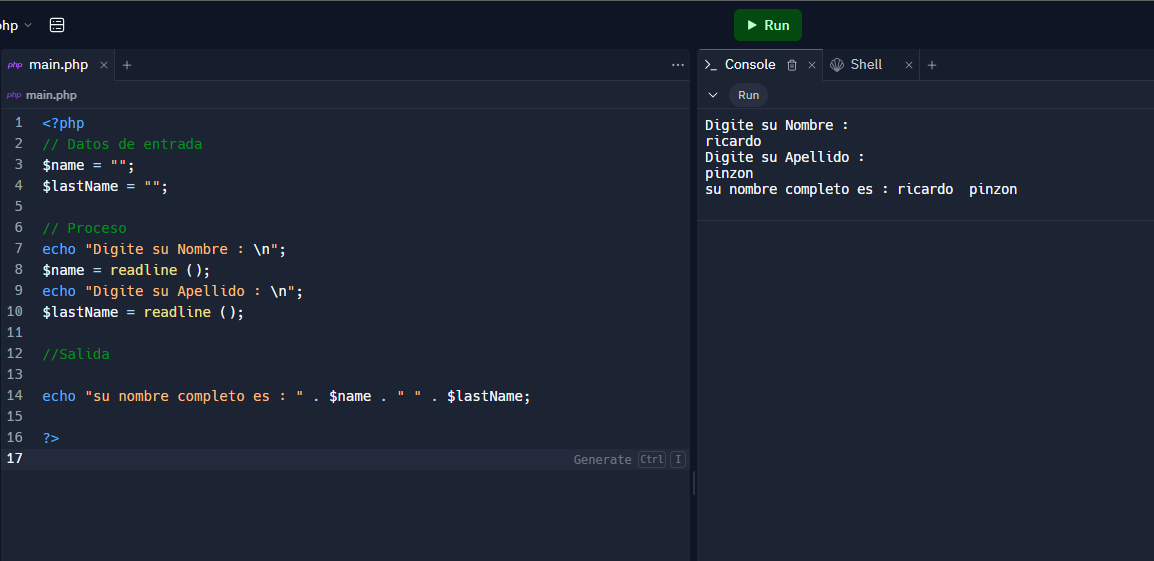 php
Run
php main.php
php main.php
1 <?php
2 // Datos de entrada
3 $name = "";
4 $lastName = "";
5
6 // Proceso
7 echo "Digite su Nombre : \n";
8 $name = readline ();
9 echo "Digite su Apellido : \n";
10 $lastName = readline ();
11
12 //Salida
13
14 echo "su nombre completo es : " . $name . " " . $lastName;
15
16 ?>
17
Generate Ctrl I
Console Shell
Run
Digite su Nombre :
ricardo
Digite su Apellido :
pinzon
su nombre completo es : ricardo  pinzon